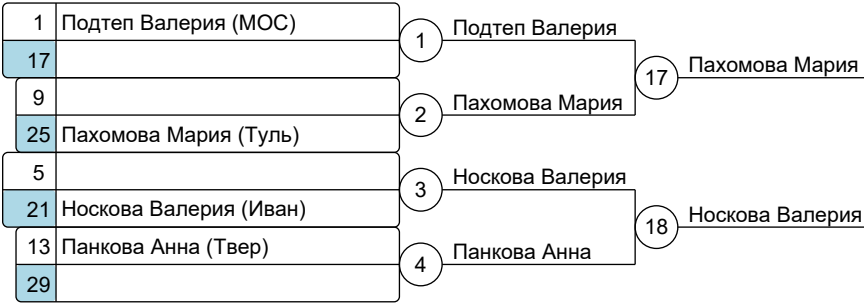 1 Подтеп Валерия (МОС)
17
1
Подтеп Валерия
9
25 Пахомова Мария (Туль)
2
Пахомова Мария
17
Пахомова Мария
5
21 Носкова Валерия (Иван)
3
Носкова Валерия
13 Панкова Анна (Твер)
29
4
Панкова Анна
18
Носкова Валерия